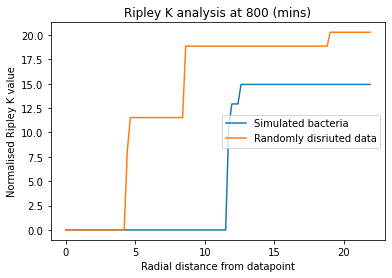 Ripley K analysis at 800 (mins)
Normalised Ripley K value
20.0
17.5
15.0
12.5
10.0
7.5
5.0
2.5
0.0
Simulated bacteria
Randomly disriuted data
0
5
10
15
20
Radial distance from datapoint